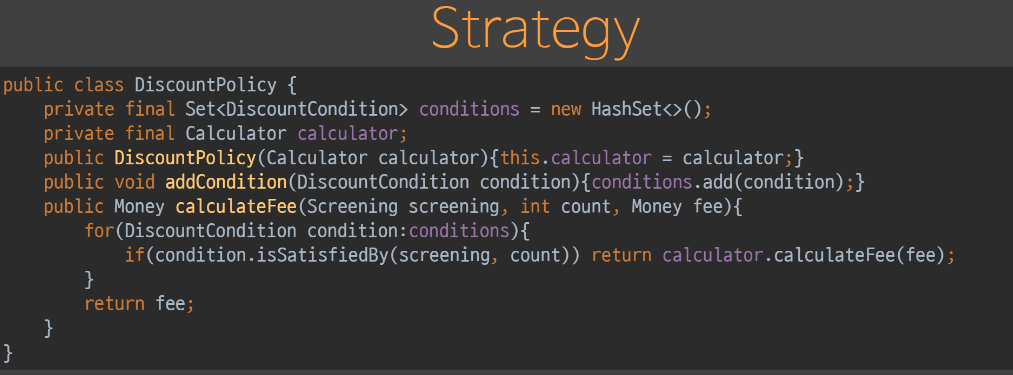 Strategy
public class DiscountPolicy {
    private final Set<DiscountCondition> conditions = new HashSet<>();
    private final Calculator calculator;
    public DiscountPolicy(Calculator calculator){this.calculator = calculator;}
    public void addCondition(DiscountCondition condition){conditions.add(condition);}
    public Money calculateFee(Screening screening, int count, Money fee){
        for(DiscountCondition condition:conditions){
            if(condition.isSatisfiedBy(screening, count)) return calculator.calculateFee(fee);
        }
        return fee;
    }
}